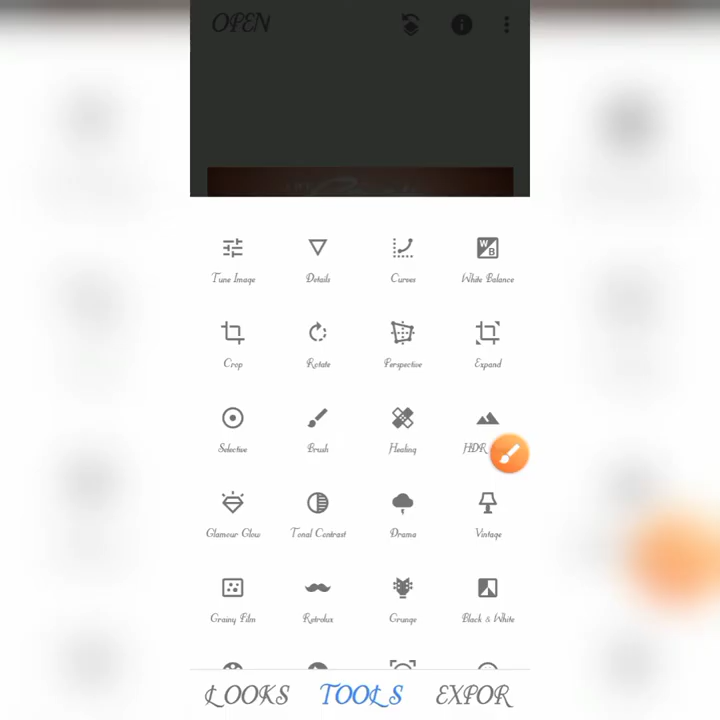 OPEN
Tune Image Details Curves White Balance
Crop Rotate Perspective Expand
Selective Brush Healing HDR
Glamour Glow Tonal Contrast Drama Vintage
Grainy Film Retrolux Grunge Black & White
LOOKS TOOLS EXPOR